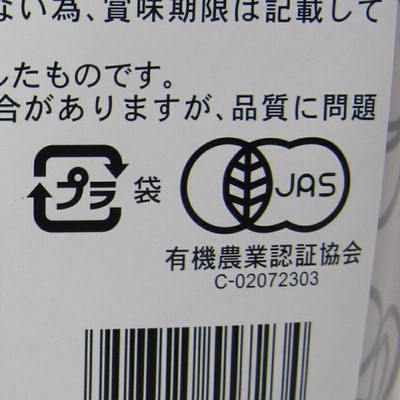 ない為、賞味期限は記載して
したものです。
合がありますが、品質に問題
プラ 袋 JAS
有機農業認証協会
C-02072303